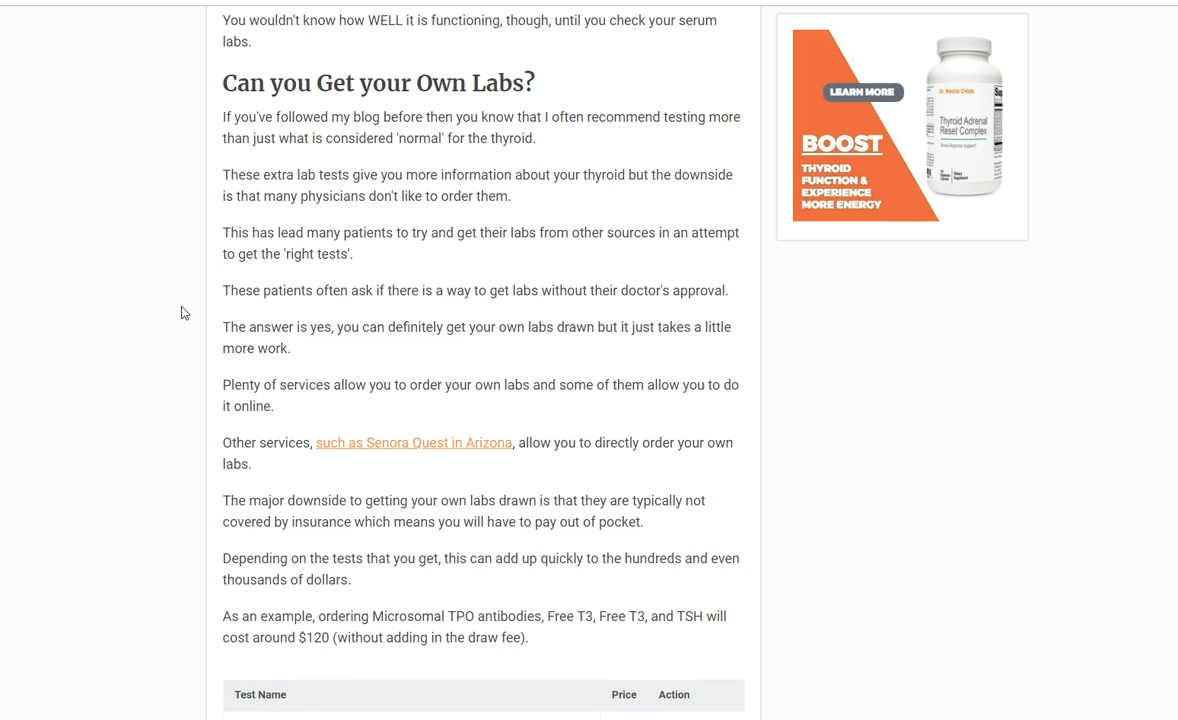 You wouldn't know how WELL it is functioning, though, until you check your serum
labs.
Can you Get your Own Labs?
If you've followed my blog before then you know that I often recommend testing more
than just what is considered 'normal' for the thyroid.
These extra lab tests give you more information about your thyroid but the downside
is that many physicians don't like to order them.
This has lead many patients to try and get their labs from other sources in an attempt
to get the 'right tests'.
These patients often ask if there is a way to get labs without their doctor's approval.
The answer is yes, you can definitely get your own labs drawn but it just takes a little
more work.
Plenty of services allow you to order your own labs and some of them allow you to do
it online.
Other services, such as Senora Quest in Arizona, allow you to directly order your own
labs.
The major downside to getting your own labs drawn is that they are typically not
covered by insurance which means you will have to pay out of pocket.
Depending on the tests that you get, this can add up quickly to the hundreds and even
thousands of dollars.
As an example, ordering Microsomal TPO antibodies, Free T3, Free T3, and TSH will
cost around $120 (without adding in the draw fee).
Test Name Price Action
LEARN MORE
BOOST
THYROID
FUNCTION &
EXPERIENCE
MORE ENERGY
Dr. Westin Childs
Thyroid Adrenal
Reset Complex